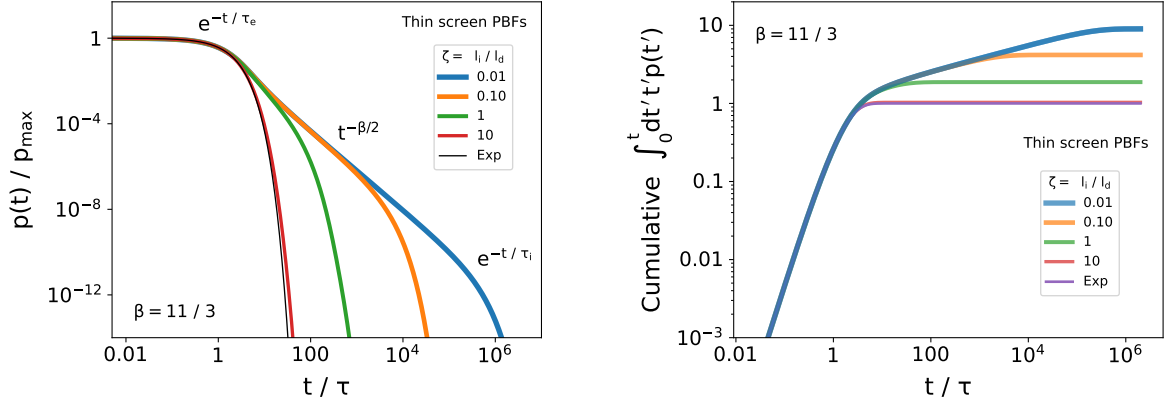 e^{−t / τ_e}
Thin screen PBFs
ζ = l_i / l_d
0.01
0.10
1
10
Exp
t^{−β/2}
e^{−t / τ_i}
β = 11 / 3
1
10^{−4}
10^{−8}
10^{−12}
p(t) / p_{max}
0.01
1
100
10^4
10^6
t / τ
β = 11 / 3
Thin screen PBFs
ζ = l_i / l_d
0.01
0.10
1
10
Exp
10
1
0.1
0.01
10^{−3}
Cumulative ∫_0^t dt′ t′p(t′)
0.01
1
100
10^4
10^6
t / τ